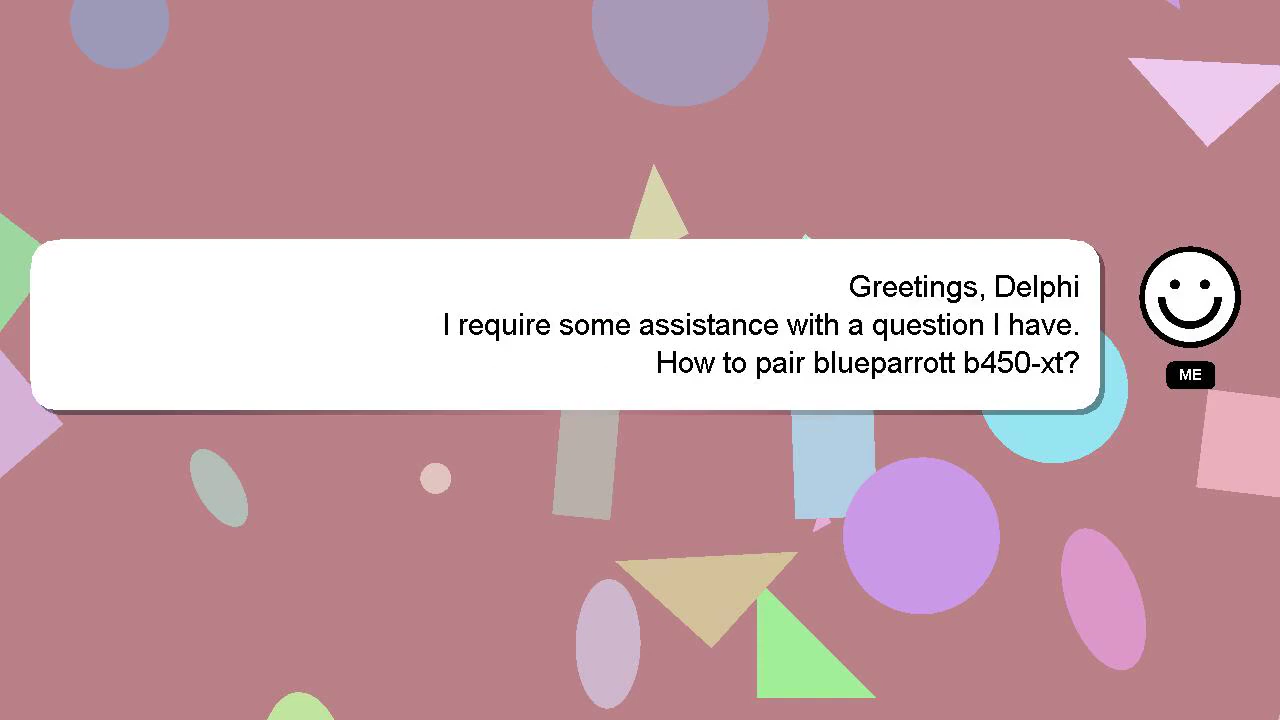 Greetings, Delphi
I require some assistance with a question I have.
How to pair blueparrott b450-xt?
ME